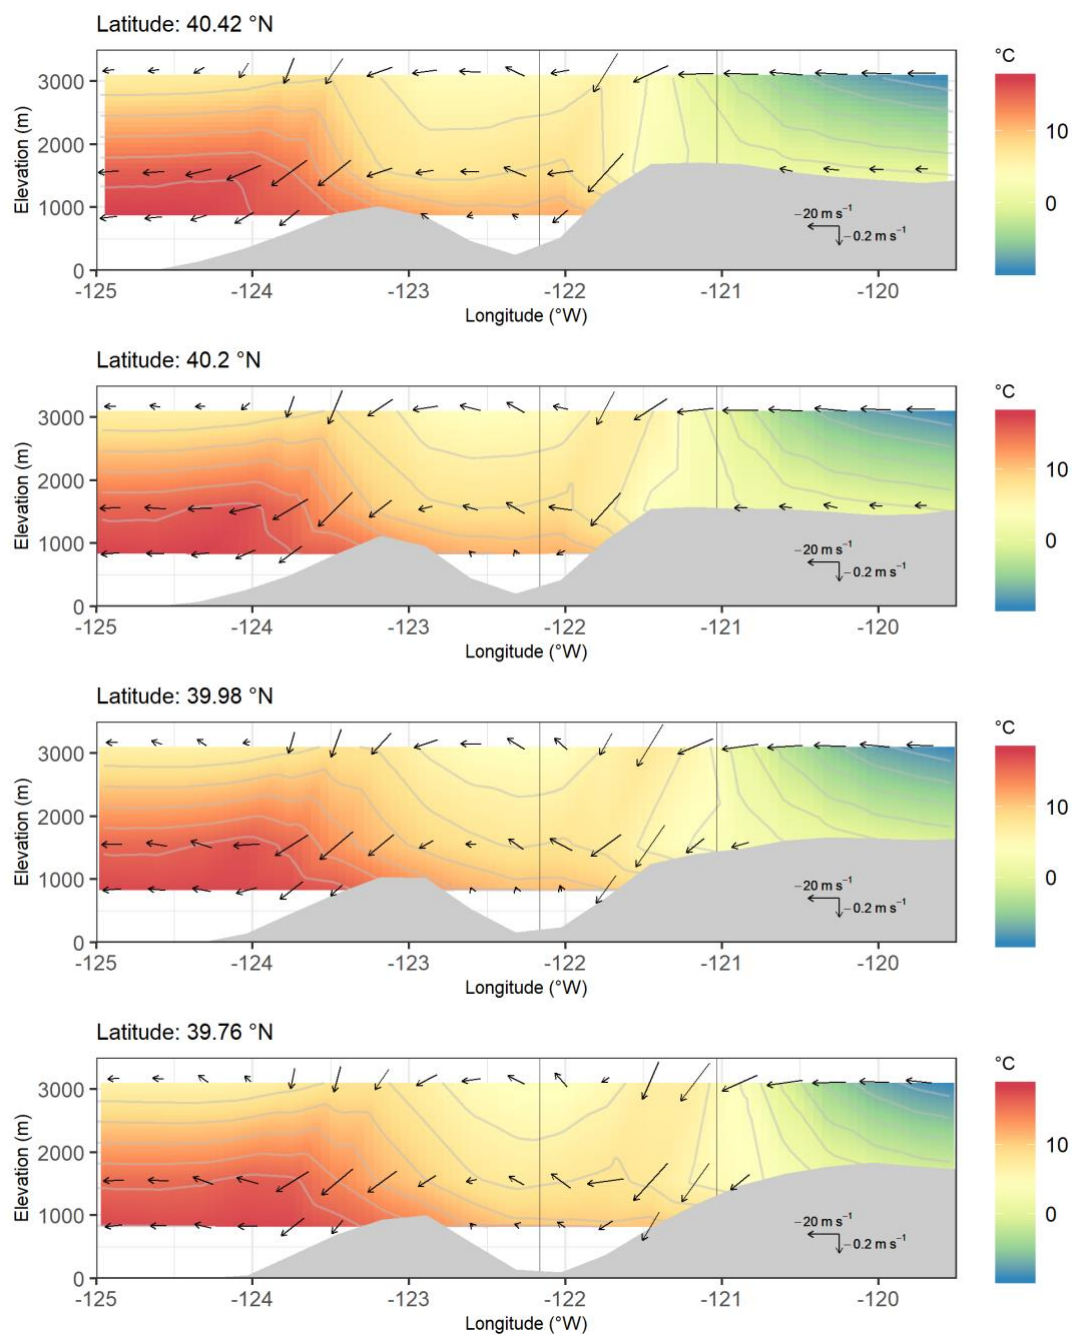 Latitude: 40.42 °N
°C
3000
2000
1000
0
Elevation (m)
10
0
−20 m s⁻¹
−0.2 m s⁻¹
-125 -124 -123 -122 -121 -120
Longitude (°W)
Latitude: 40.2 °N
°C
3000
2000
1000
0
Elevation (m)
10
0
−20 m s⁻¹
−0.2 m s⁻¹
-125 -124 -123 -122 -121 -120
Longitude (°W)
Latitude: 39.98 °N
°C
3000
2000
1000
0
Elevation (m)
10
0
−20 m s⁻¹
−0.2 m s⁻¹
-125 -124 -123 -122 -121 -120
Longitude (°W)
Latitude: 39.76 °N
°C
3000
2000
1000
0
Elevation (m)
10
0
−20 m s⁻¹
−0.2 m s⁻¹
-125 -124 -123 -122 -121 -120
Longitude (°W)